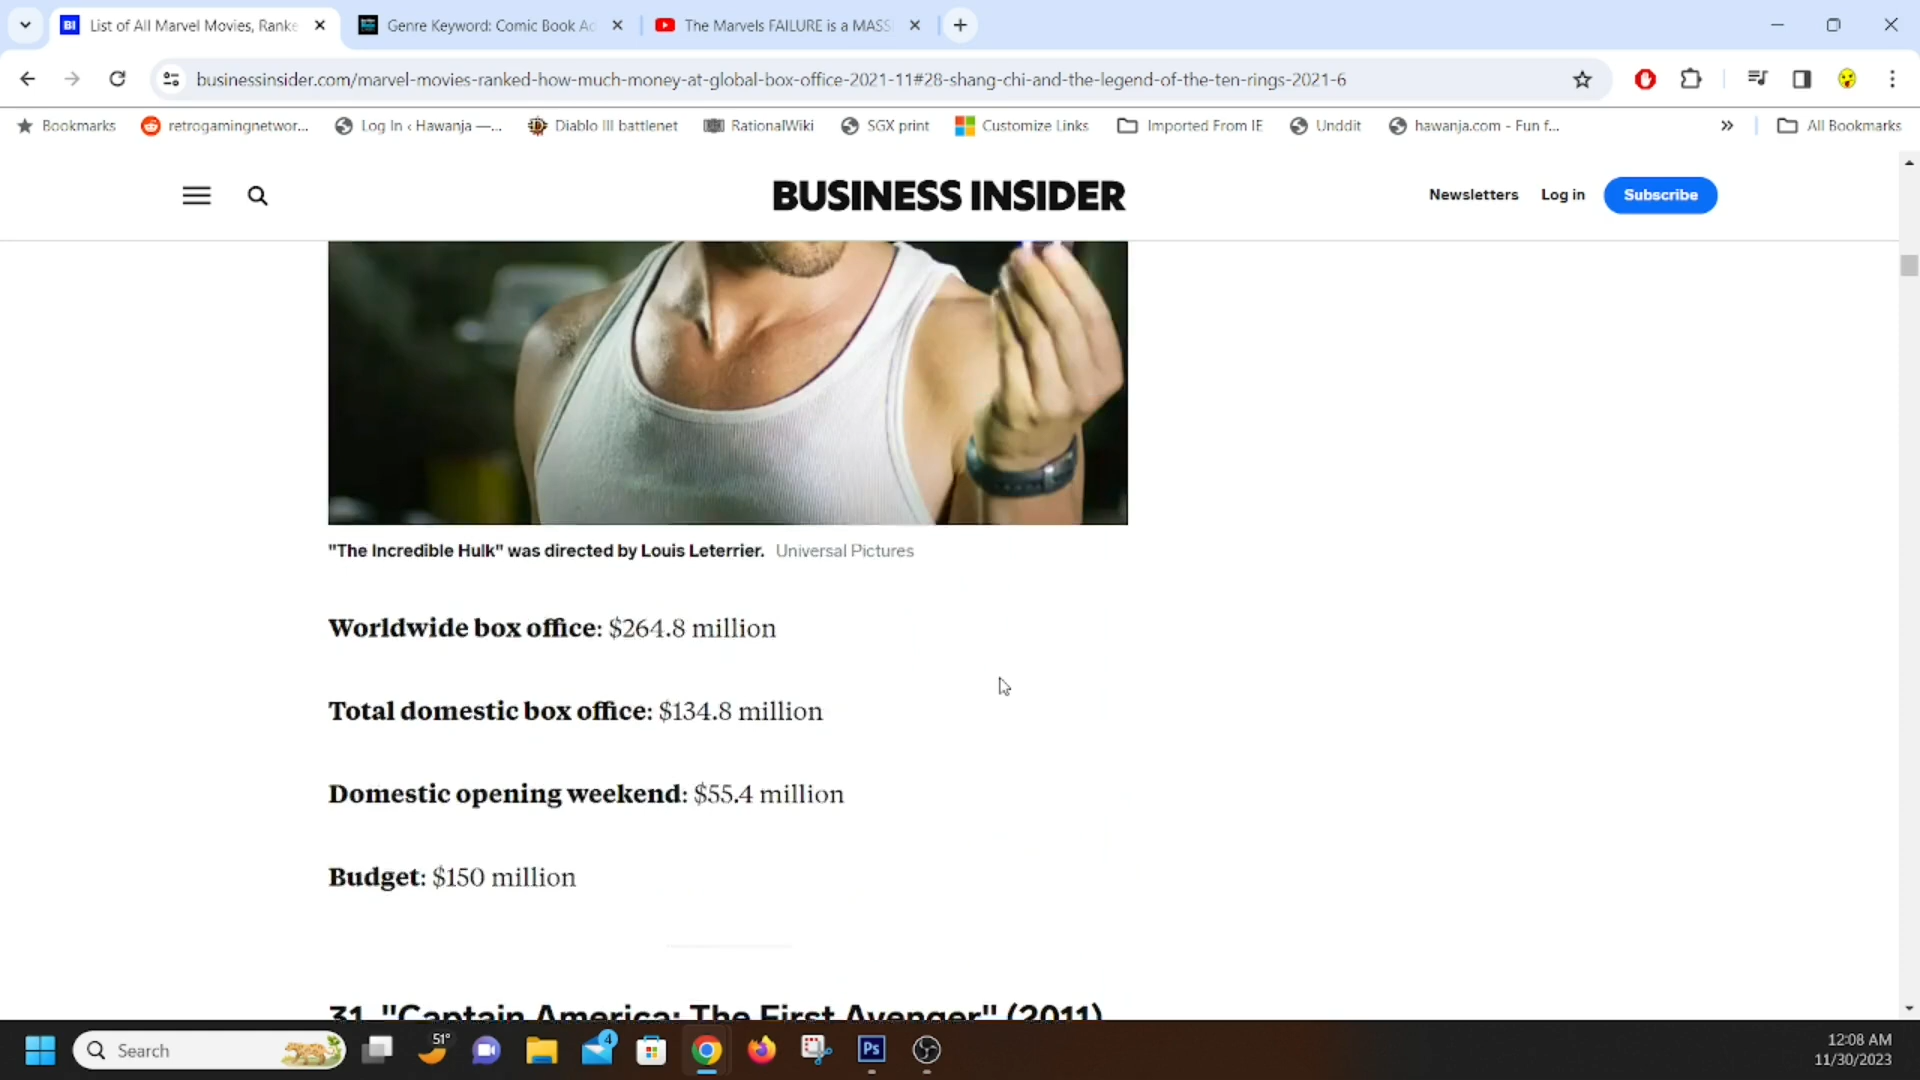 BI List of All Marvel Movies, Ranke
Genre Keyword: Comic Book Ac
The Marvels FAILURE is a MASS
businessinsider.com/marvel-movies-ranked-how-much-money-at-global-box-office-2021-11#28-shang-chi-and-the-legend-of-the-ten-rings-2021-6
Bookmarks
retrogamingnetwor...
Log In ‹ Hawanja —...
Diablo III battlenet
RationalWiki
SGX print
Customize Links
Imported From IE
Unddit
hawanja.com - Fun f...
»
All Bookmarks
BUSINESS INSIDER
Newsletters
Log in
Subscribe
"The Incredible Hulk" was directed by Louis Leterrier. Universal Pictures
Worldwide box office: $264.8 million
Total domestic box office: $134.8 million
Domestic opening weekend: $55.4 million
Budget: $150 million
31. "Captain America: The First Avenger" (2011)
Search
51°
4
Ps
12:08 AM
11/30/2023